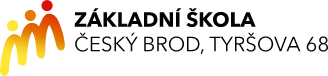 ZÁKLADNÍ ŠKOLA
ČESKÝ BROD, TYRŠOVA 68